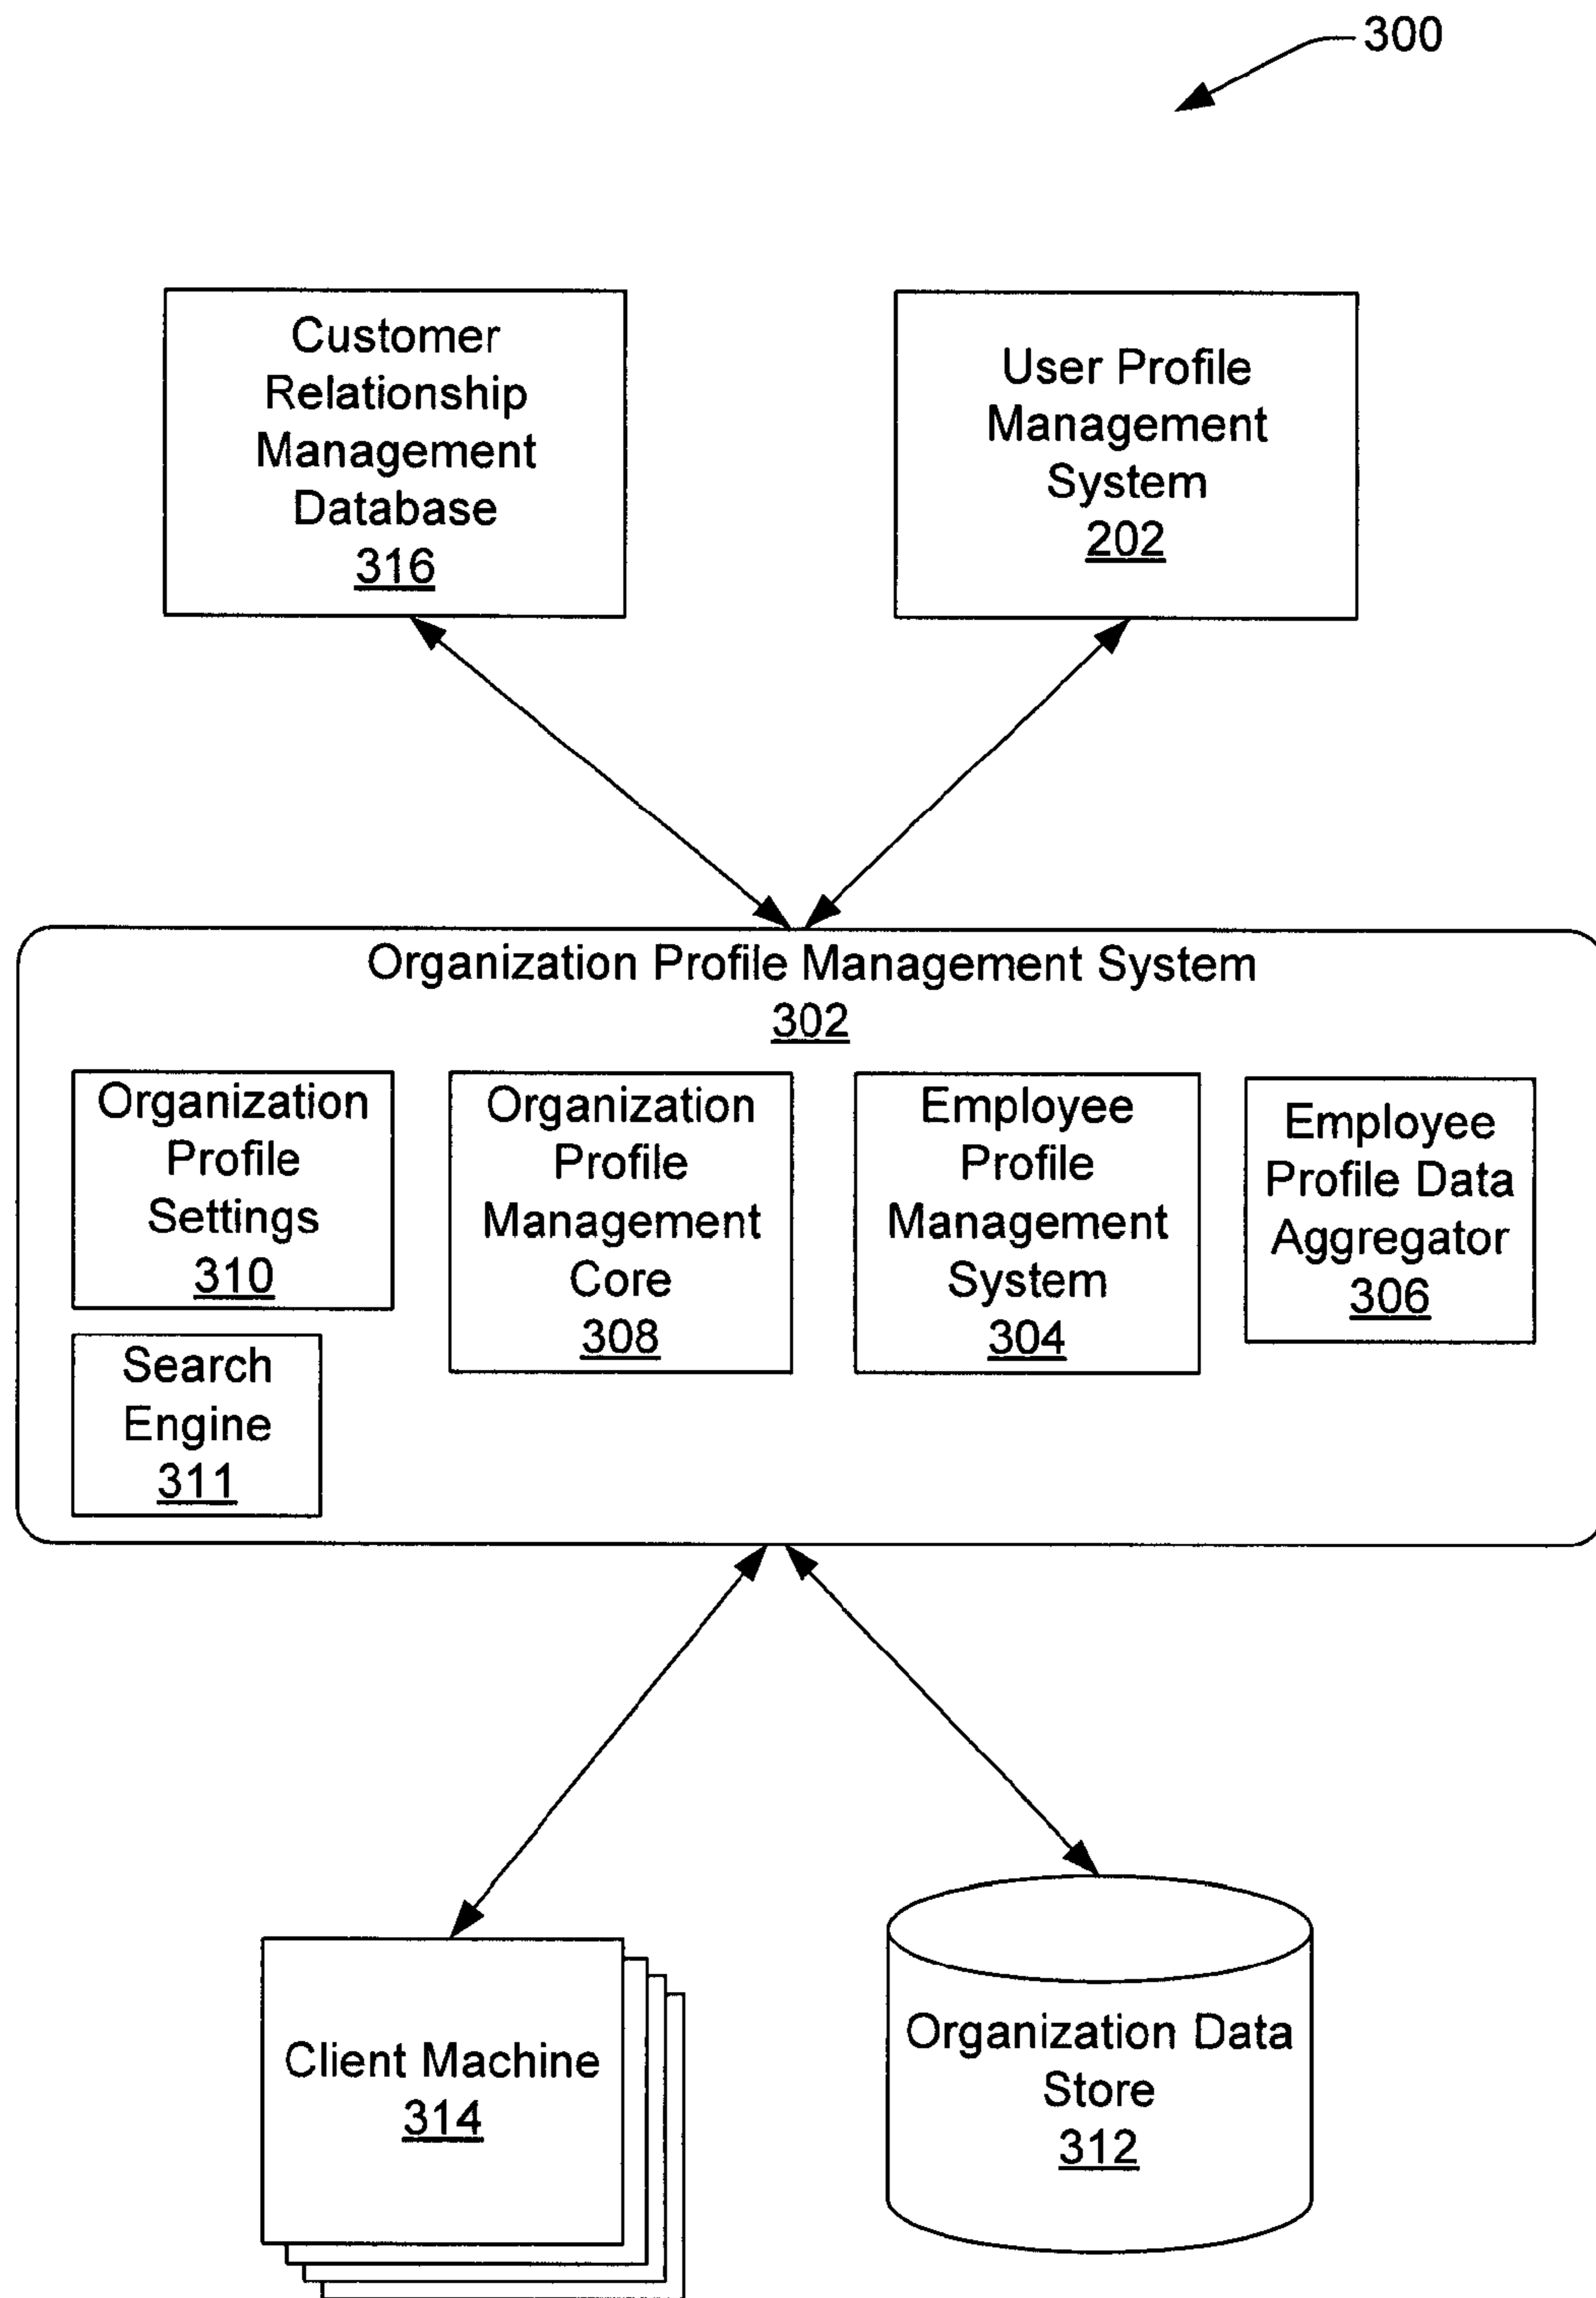 300
Customer
Relationship
Management
Database
316
User Profile
Management
System
202
Organization Profile Management System
302
Organization
Profile
Settings
310
Organization
Profile
Management
Core
308
Employee
Profile
Management
System
304
Employee
Profile Data
Aggregator
306
Search
Engine
311
Client Machine
314
Organization Data
Store
312